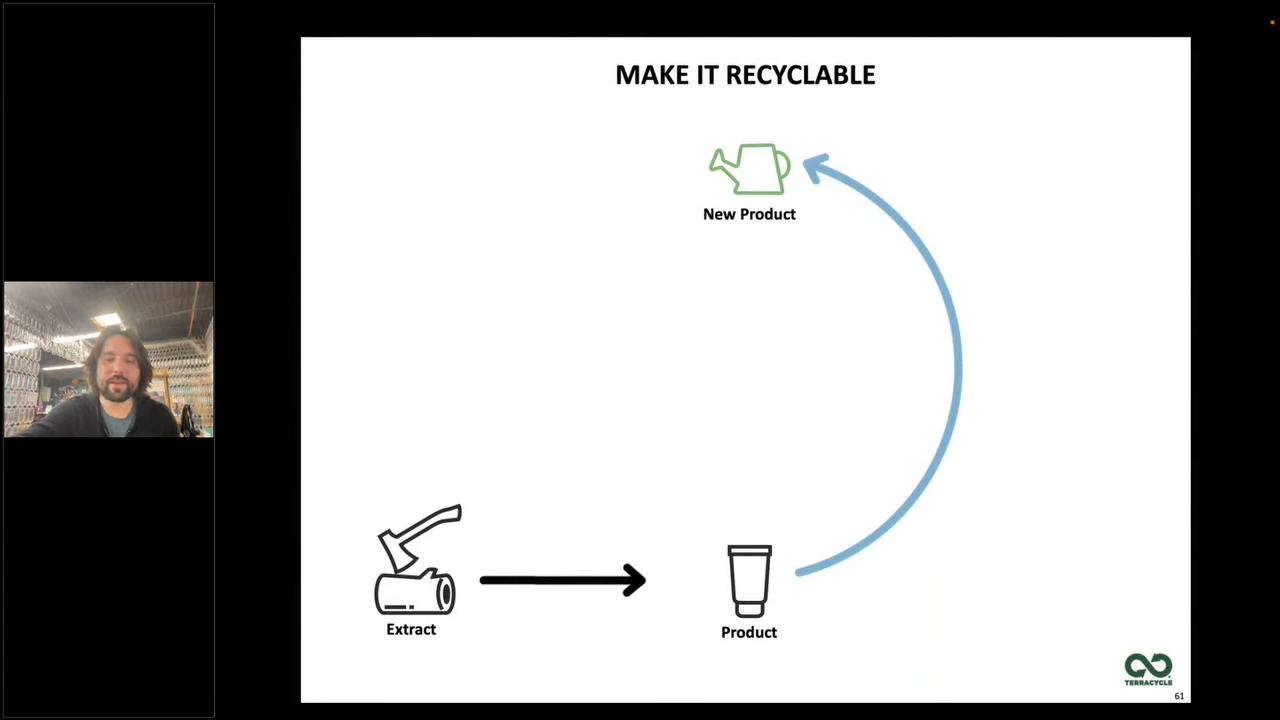 MAKE IT RECYCLABLE
New Product
Extract
Product
TERRACYCLE
61